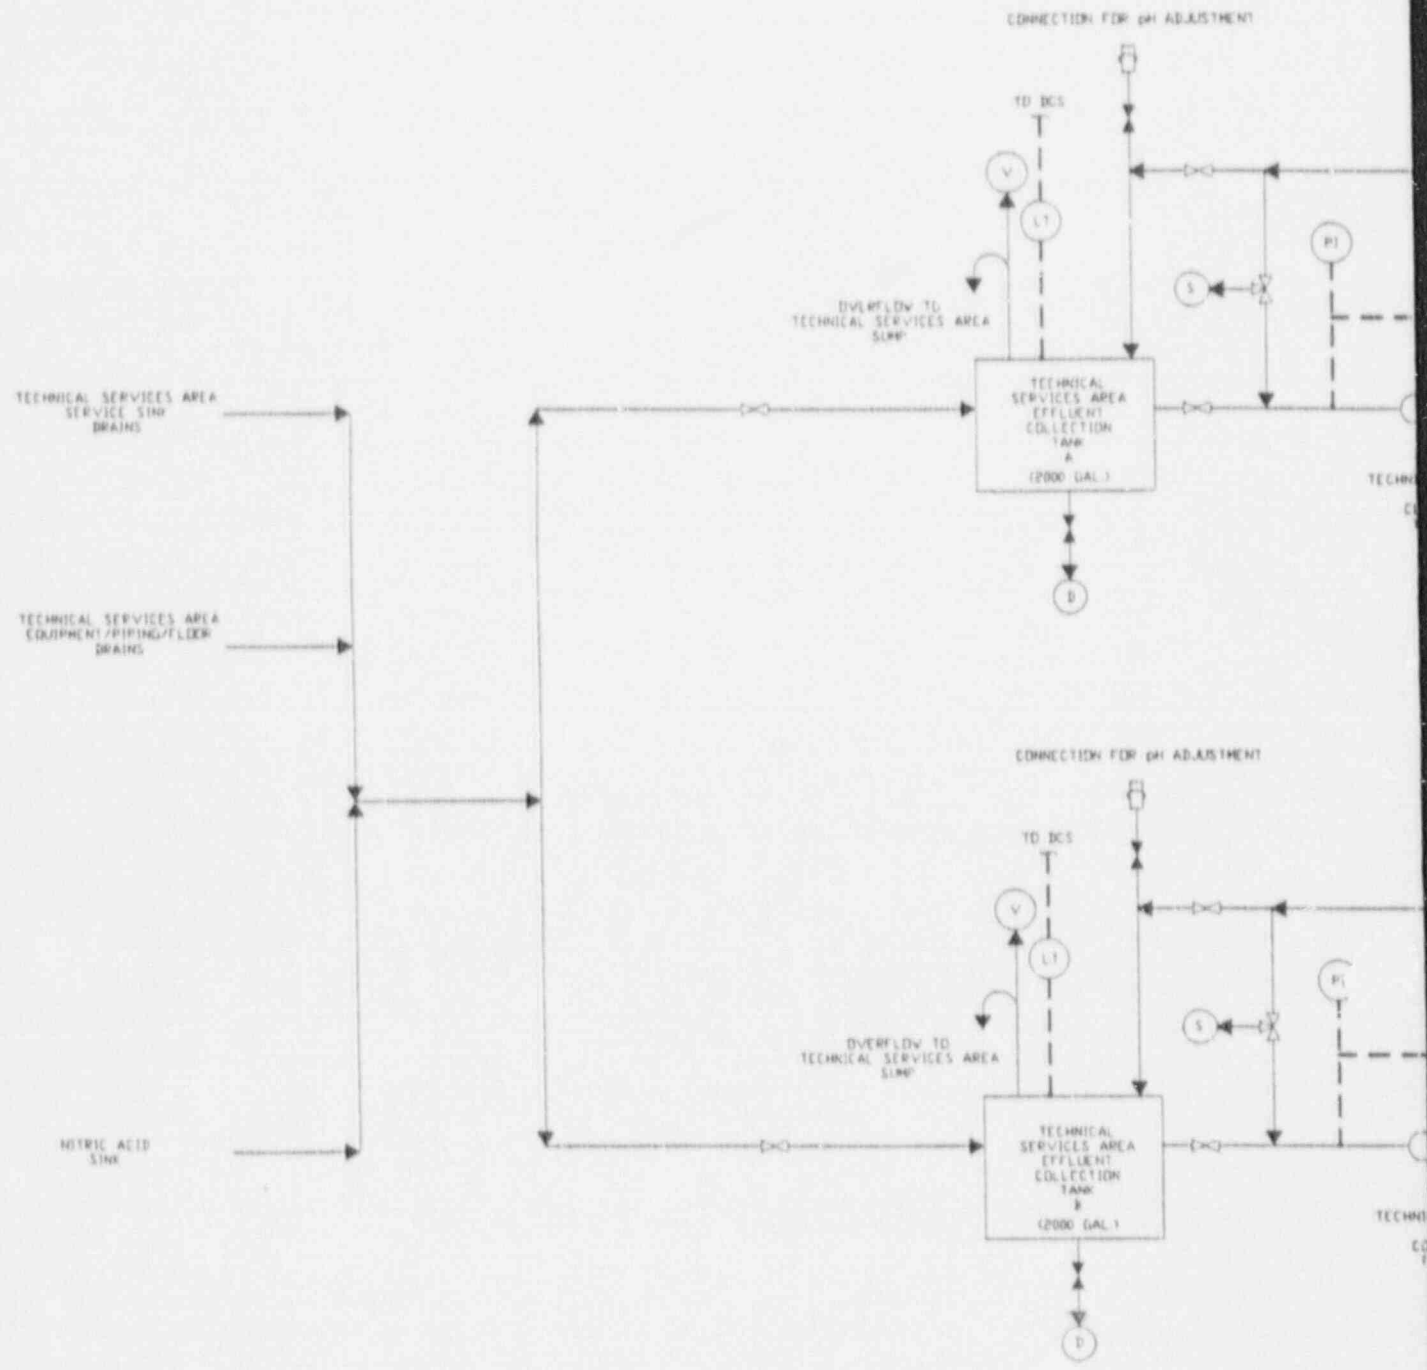 CONNECTION FOR pH ADJUSTMENT
TO DCS
V
LT
PI
S
OVERFLOW TO
TECHNICAL SERVICES AREA
SUMP
TECHNICAL SERVICES AREA
SERVICE SINK
DRAINS
TECHNICAL
SERVICES AREA
EFFLUENT
COLLECTION
TANK
A
(2000 GAL.)
TECHNI
D
TECHNICAL SERVICES AREA
EQUIPMENT/PIPING/FLOOR
DRAINS
CONNECTION FOR pH ADJUSTMENT
TO DCS
V
LT
PI
S
OVERFLOW TO
TECHNICAL SERVICES AREA
SUMP
NITRIC ACID
SINK
TECHNICAL
SERVICES AREA
EFFLUENT
COLLECTION
TANK
B
(2000 GAL.)
TECHNI
D